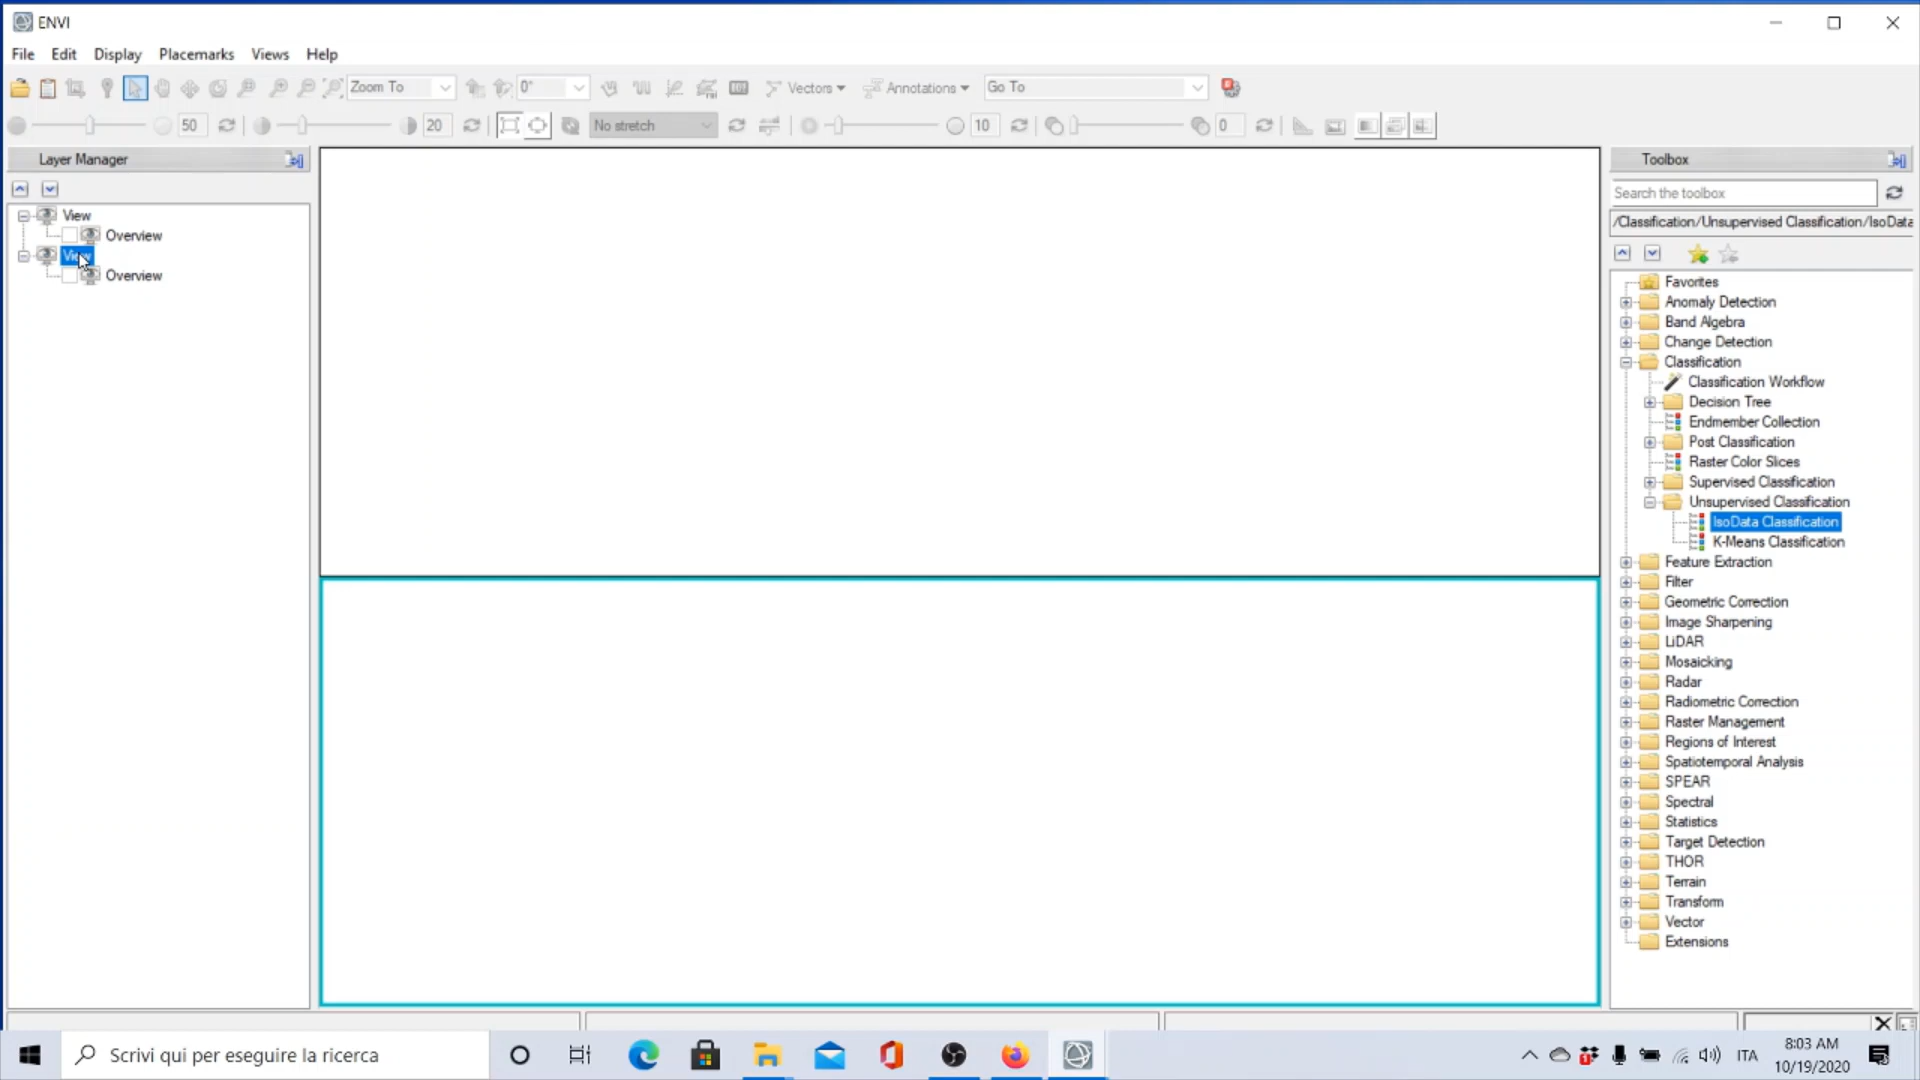 ENVI
File Edit Display Placemarks Views Help
Zoom To 0° Vectors Annotations Go To
50 20 No stretch 10 0
Layer Manager
View
Overview
View
Overview
Toolbox
Search the toolbox
/Classification/Unsupervised Classification/IsoData
Favorites
Anomaly Detection
Band Algebra
Change Detection
Classification
Classification Workflow
Decision Tree
Endmember Collection
Post Classification
Raster Color Slices
Supervised Classification
Unsupervised Classification
IsoData Classification
K-Means Classification
Feature Extraction
Filter
Geometric Correction
Image Sharpening
LiDAR
Mosaicking
Radar
Radiometric Correction
Raster Management
Regions of Interest
Spatiotemporal Analysis
SPEAR
Spectral
Statistics
Target Detection
THOR
Terrain
Transform
Vector
Extensions
Scrivi qui per eseguire la ricerca
ITA
8:03 AM
10/19/2020